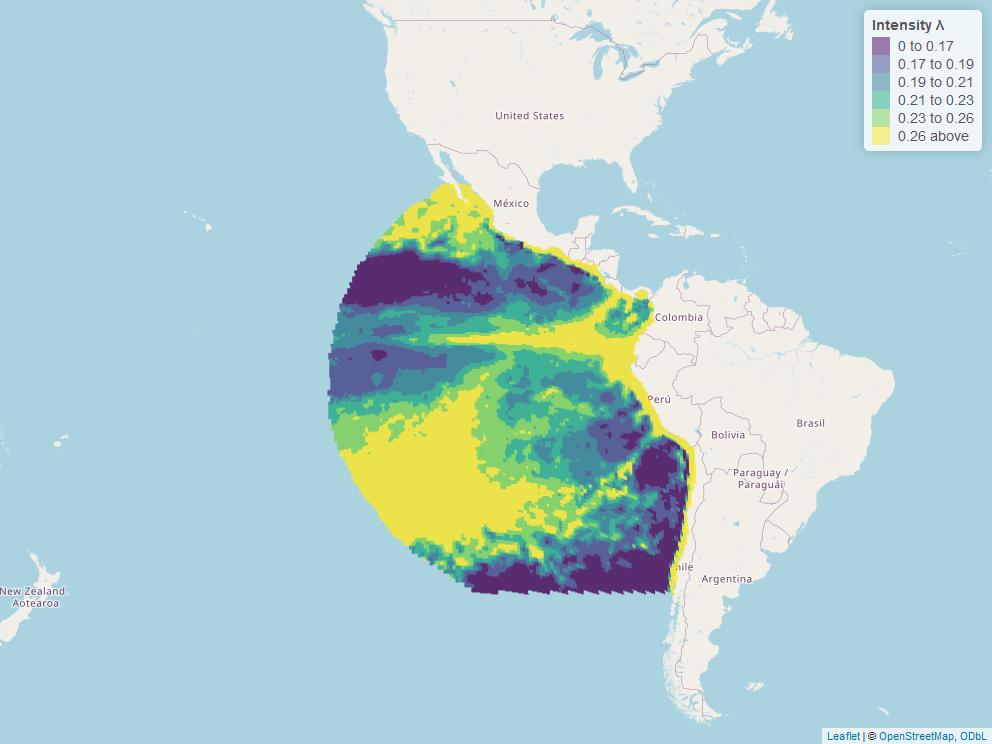 Intensity λ
0 to 0.17
0.17 to 0.19
0.19 to 0.21
0.21 to 0.23
0.23 to 0.26
0.26 above
United States
México
Colombia
Perú
Brasil
Bolivia
Paraguay /
Paraguái
hile
Argentina
New Zealand
Aotearoa
Leaflet | © OpenStreetMap, ODbL